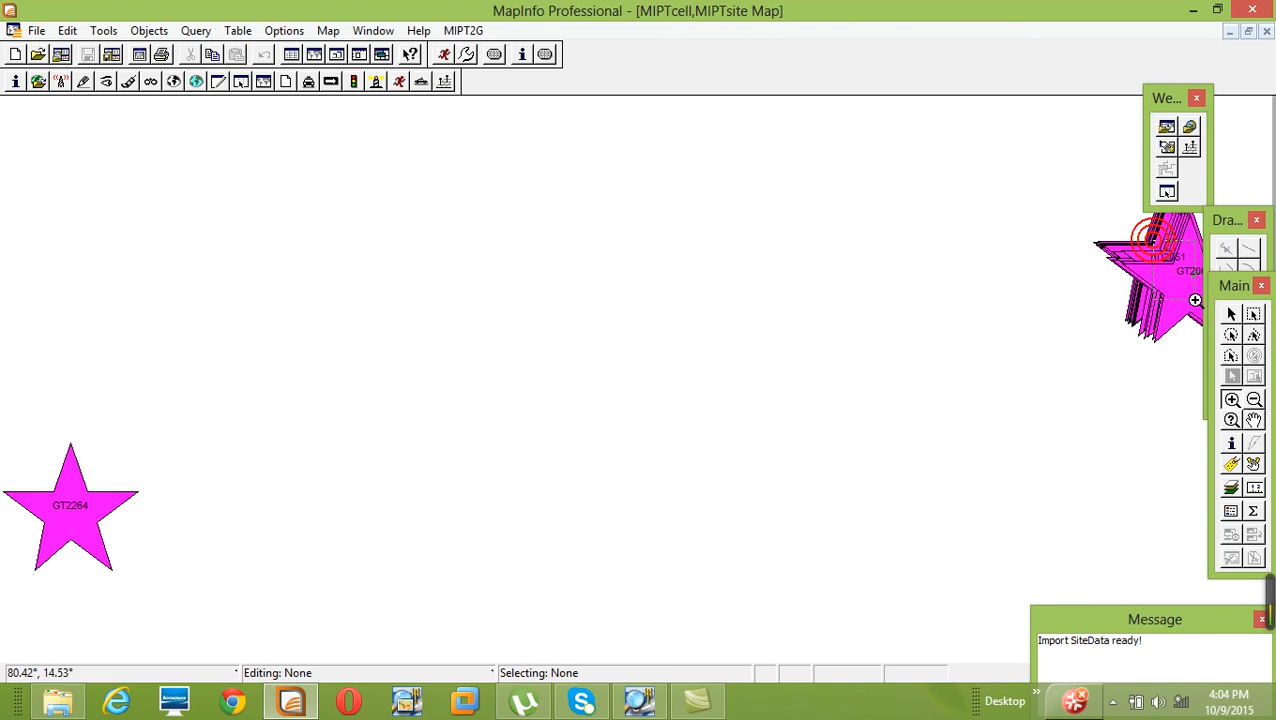 MapInfo Professional - [MIPTcell,MIPTsite Map]
File Edit Tools Objects Query Table Options Map Window Help MIPT2G
We...
Dra...
Main
GT2264
Message
Import SiteData ready!
80.42°, 14.53°
Editing: None
Selecting: None
Desktop
4:04 PM
10/9/2015